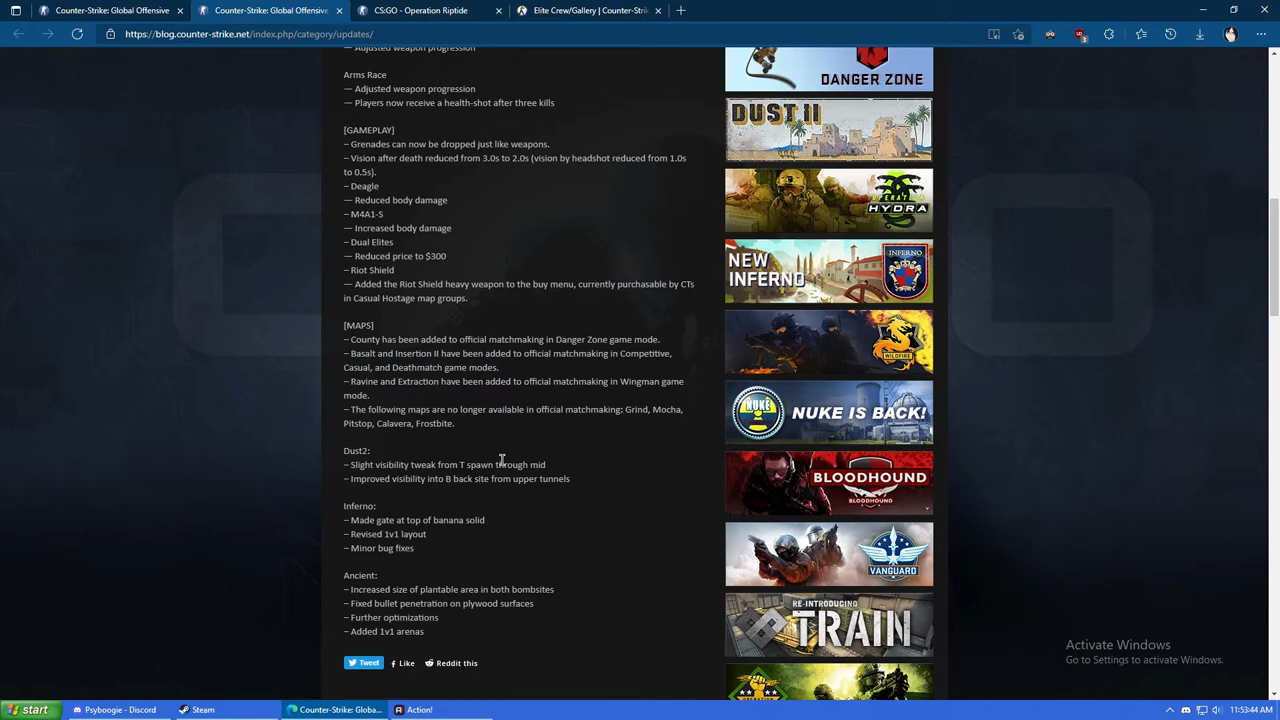 Counter-Strike: Global Offensive
Counter-Strike: Global Offensive
CS:GO - Operation Riptide
Elite Crew/Gallery | Counter-Strik
https://blog.counter-strike.net/index.php/category/updates/
3
— Adjusted weapon progression
Arms Race
— Adjusted weapon progression
— Players now receive a health-shot after three kills
[GAMEPLAY]
– Grenades can now be dropped just like weapons.
– Vision after death reduced from 3.0s to 2.0s (vision by headshot reduced from 1.0s
to 0.5s).
– Deagle
— Reduced body damage
– M4A1-S
— Increased body damage
– Dual Elites
— Reduced price to $300
– Riot Shield
— Added the Riot Shield heavy weapon to the buy menu, currently purchasable by CTs
in Casual Hostage map groups.
[MAPS]
– County has been added to official matchmaking in Danger Zone game mode.
– Basalt and Insertion II have been added to official matchmaking in Competitive,
Casual, and Deathmatch game modes.
– Ravine and Extraction have been added to official matchmaking in Wingman game
mode.
– The following maps are no longer available in official matchmaking: Grind, Mocha,
Pitstop, Calavera, Frostbite.
Dust2:
– Slight visibility tweak from T spawn through mid
– Improved visibility into B back site from upper tunnels
Inferno:
– Made gate at top of banana solid
– Revised 1v1 layout
– Minor bug fixes
Ancient:
– Increased size of plantable area in both bombsites
– Fixed bullet penetration on plywood surfaces
– Further optimizations
– Added 1v1 arenas
Tweet
Like
Reddit this
DANGER ZONE
DUST II
OPERATION
HYDRA
NEW
INFERNO
INFERNO
WILDFIRE
NUKE
NUKE IS BACK!
BLOODHOUND
BLOODHOUND
VANGUARD
RE-INTRODUCING
TRAIN
OPERATION
Activate Windows
Go to Settings to activate Windows.
start
Psyboogie - Discord
Steam
Counter-Strike: Globa...
Action!
11:53:44 AM